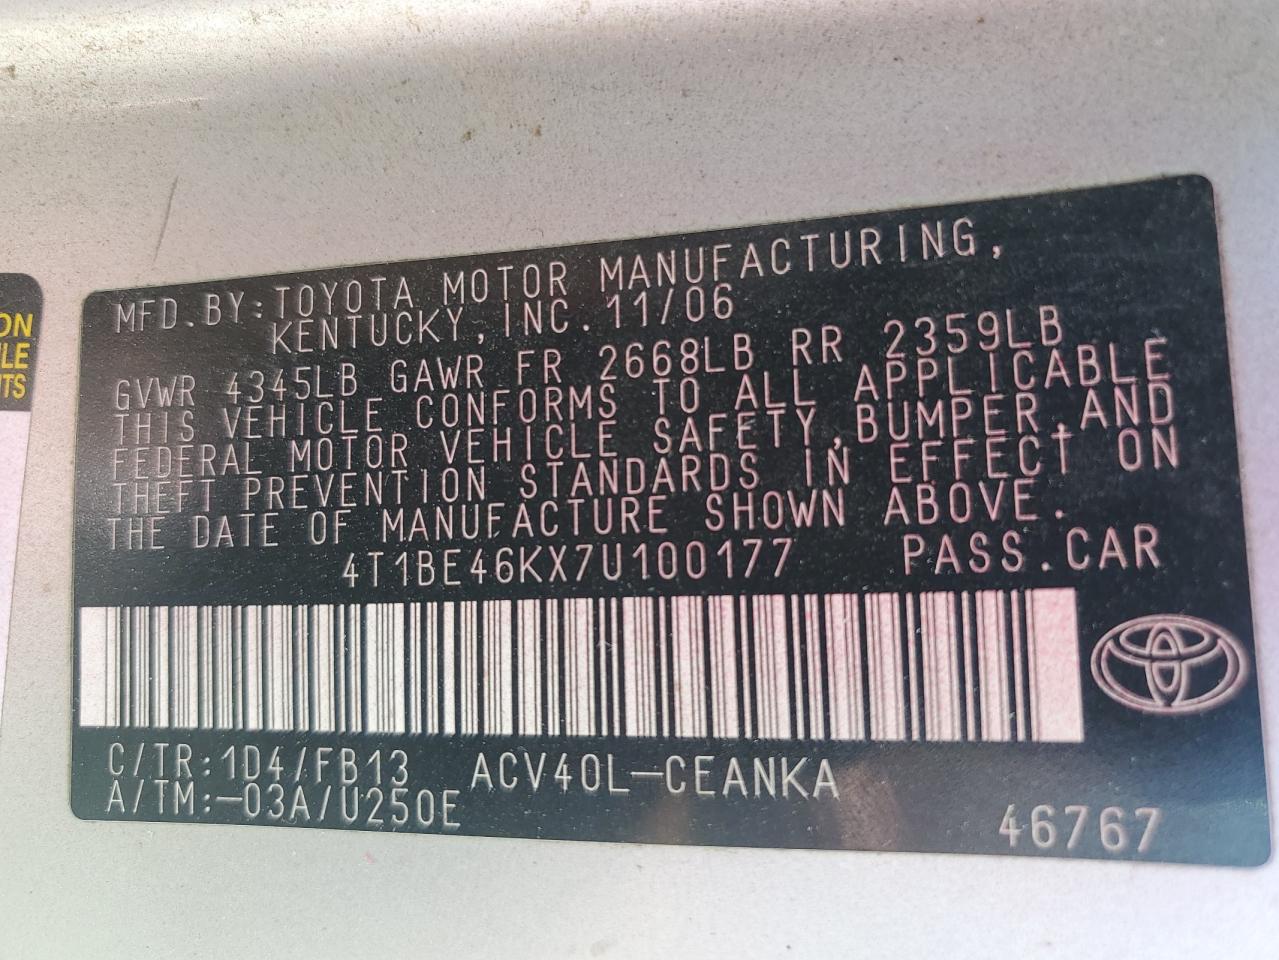 ON
LE
TS
MFD.BY:TOYOTA MOTOR MANUFACTURING,
KENTUCKY,INC.11/06
GVWR 4345LB GAWR FR 2668LB RR 2359LB
THIS VEHICLE CONFORMS TO ALL APPLICABLE
FEDERAL MOTOR VEHICLE SAFETY,BUMPER,AND
THEFT PREVENTION STANDARDS IN EFFECT ON
THE DATE OF MANUFACTURE SHOWN ABOVE.
4T1BE46KX7U100177 PASS.CAR
C/TR:1D4/FB13 ACV40L-CEANKA
A/TM:-03A/U250E
46767